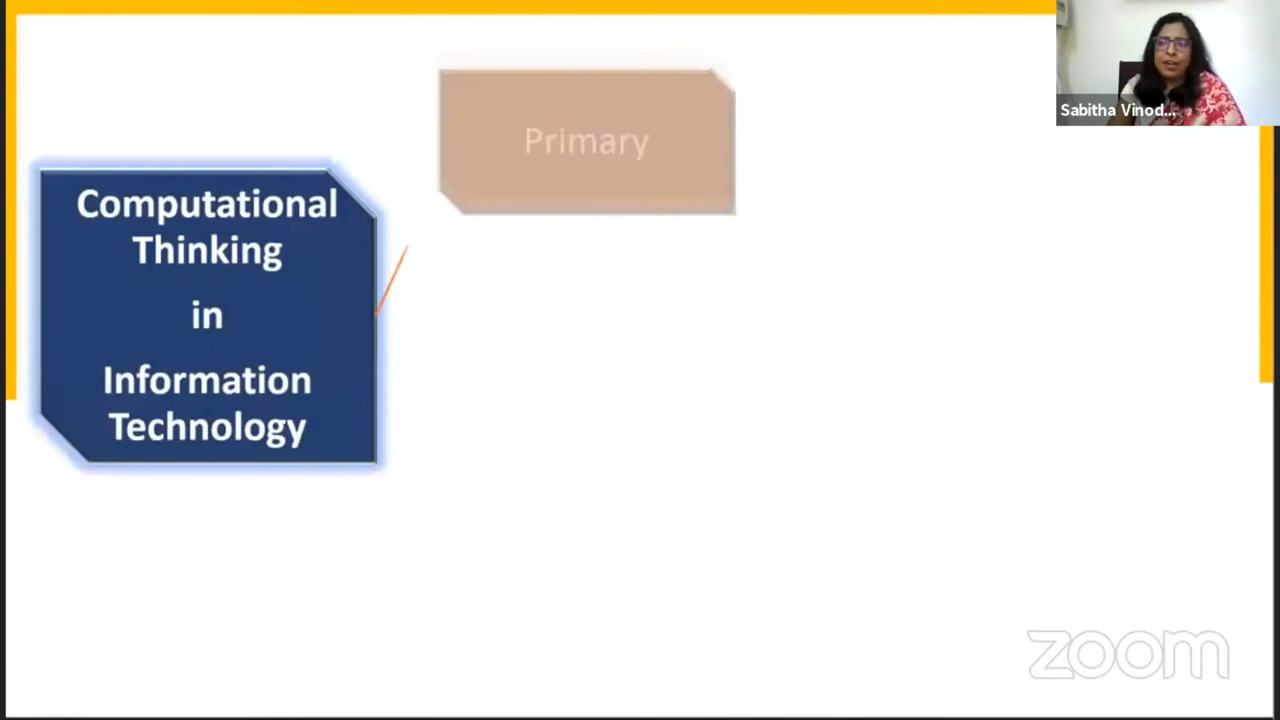 Primary
Computational
Thinking
in
Information
Technology
Sabitha Vinod...
zoom